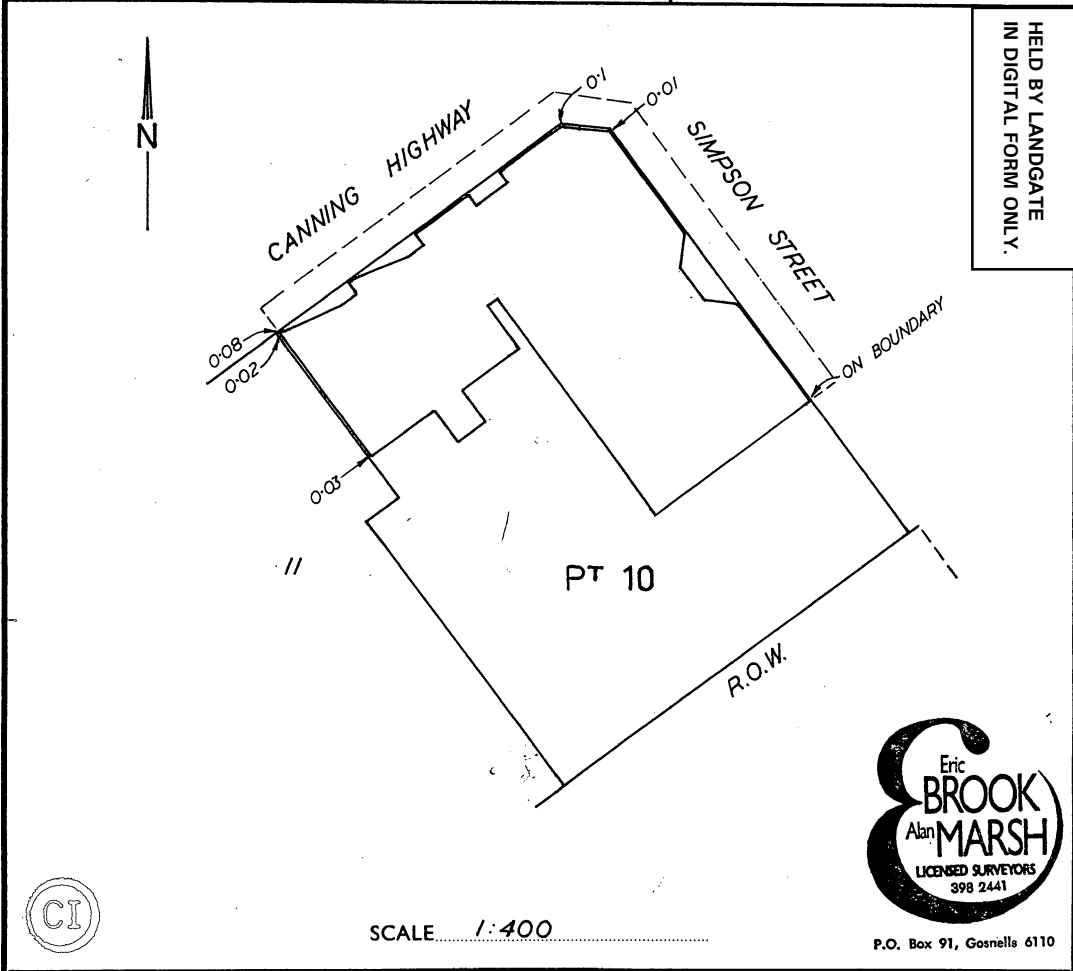 HELD BY LANDGATE
IN DIGITAL FORM ONLY.
N
CANNING HIGHWAY
0·1
0·01
SIMPSON STREET
0·08
0·02
ON BOUNDARY
0·03
11
PT 10
R.O.W.
Eric
BROOK
Alan MARSH
LICENSED SURVEYORS
398 2441
P.O. Box 91, Gosnells 6110
CI
SCALE 1:400